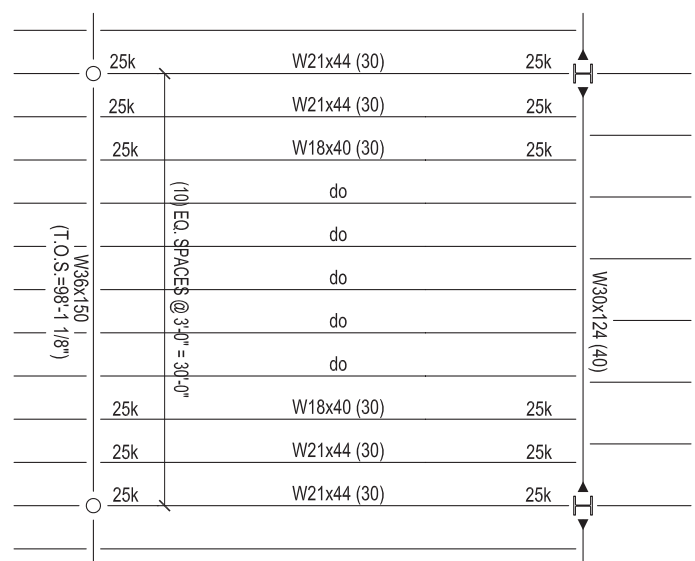 25k W21x44 (30) 25k
25k W21x44 (30) 25k
25k W18x40 (30) 25k
do
do
do
do
do
25k W18x40 (30) 25k
25k W21x44 (30) 25k
25k W21x44 (30) 25k
W36x150
(T.O.S.=98'-1 1/8")
(10) EQ. SPACES @ 3'-0" = 30'-0"
W30x124 (40)